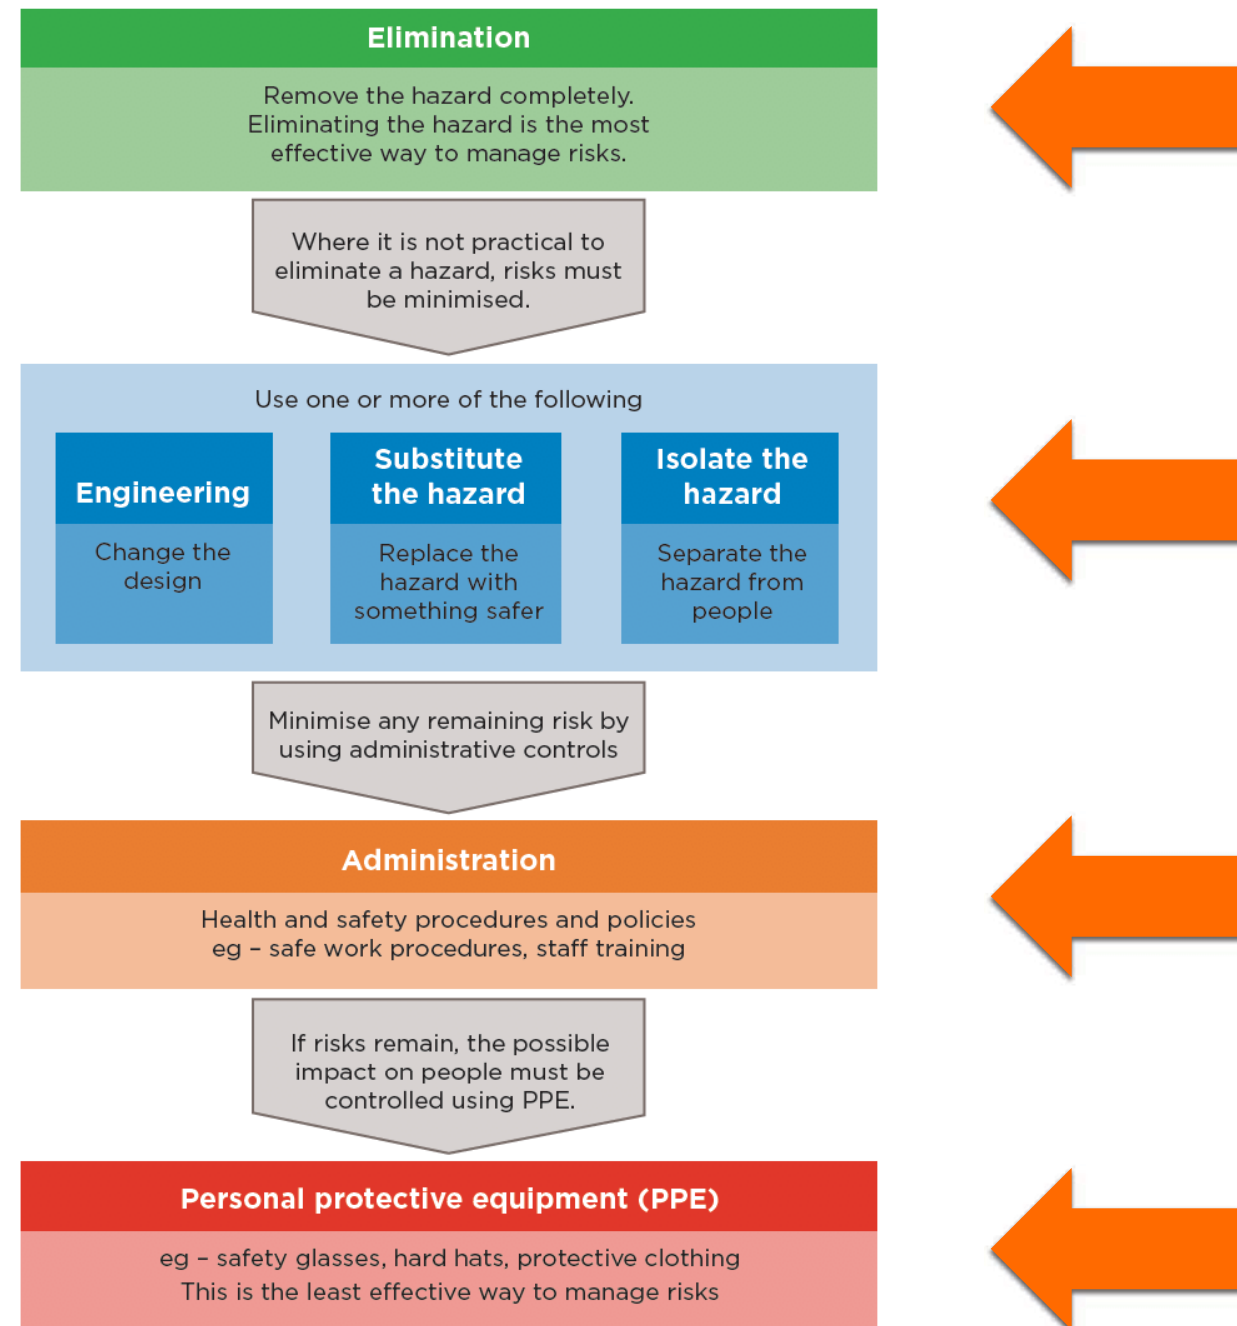 Elimination
Remove the hazard completely.
Eliminating the hazard is the most
effective way to manage risks.
Where it is not practical to
eliminate a hazard, risks must
be minimised.
Use one or more of the following
Engineering
Change the
design
Substitute
the hazard
Replace the
hazard with
something safer
Isolate the
hazard
Separate the
hazard from
people
Minimise any remaining risk by
using administrative controls
Administration
Health and safety procedures and policies
eg – safe work procedures, staff training
If risks remain, the possible
impact on people must be
controlled using PPE.
Personal protective equipment (PPE)
eg – safety glasses, hard hats, protective clothing
This is the least effective way to manage risks